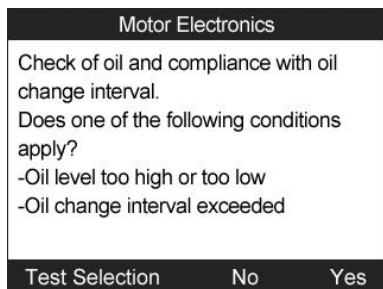 Motor Electronics
Check of oil and compliance with oil
change interval.
Does one of the following conditions
apply?
-Oil level too high or too low
-Oil change interval exceeded
Test Selection No Yes